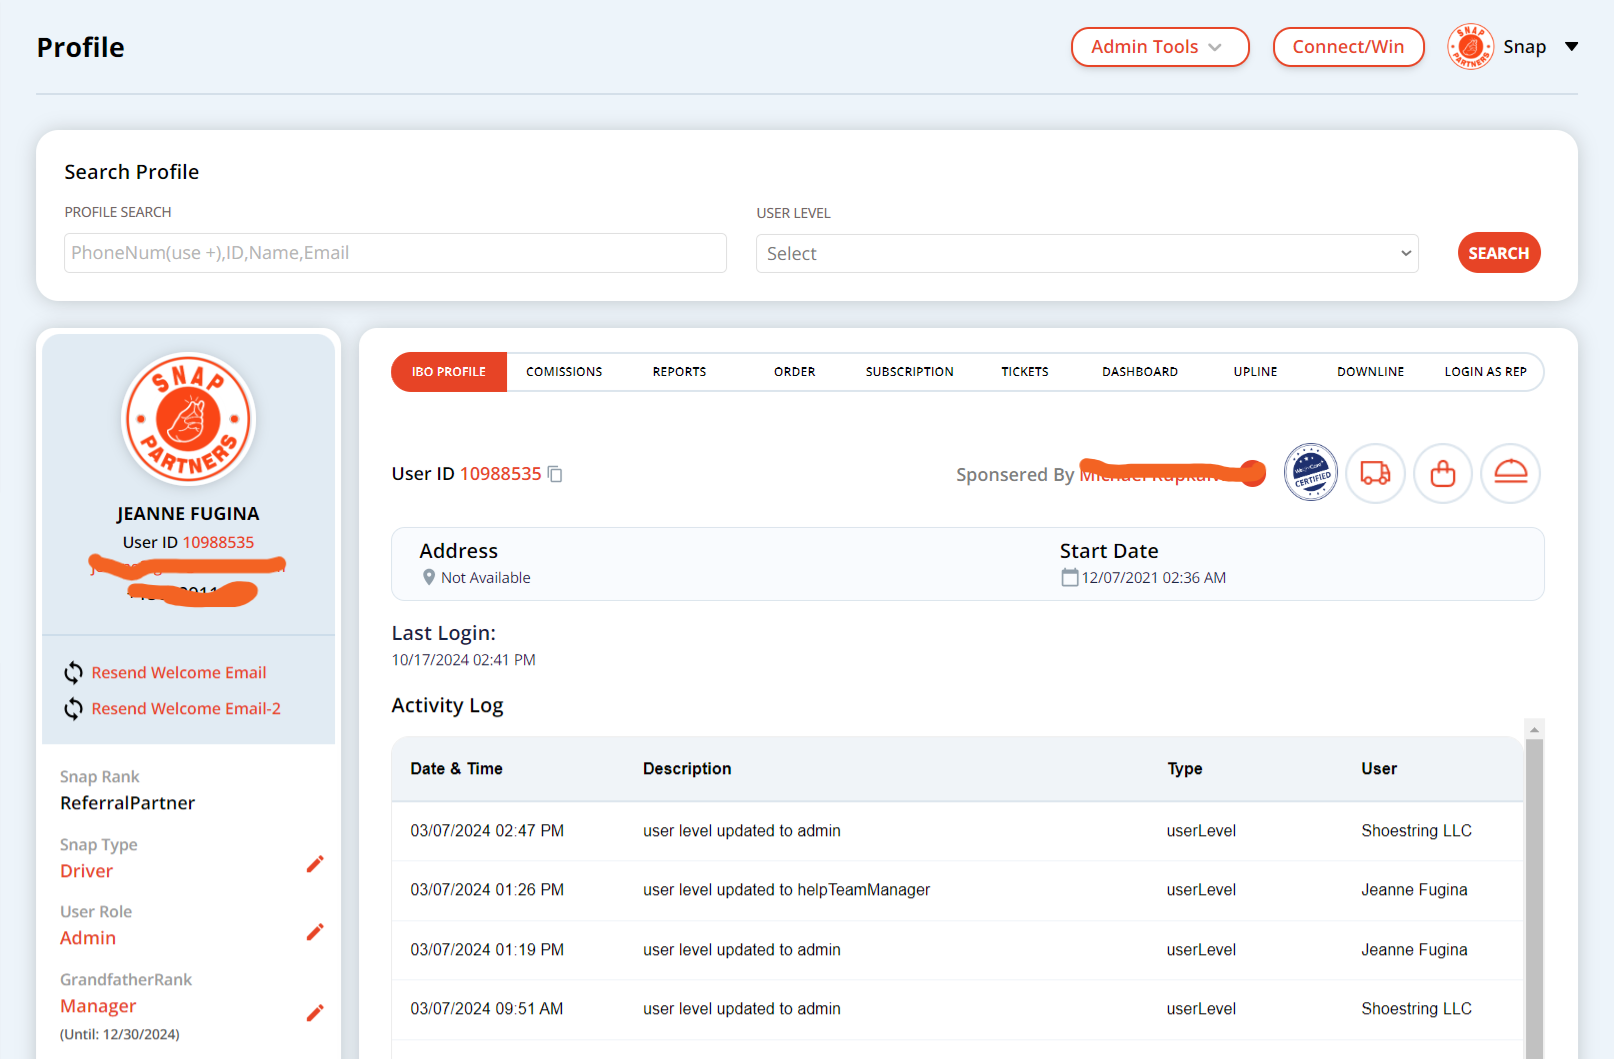 Profile
Admin Tools
Connect/Win
SNAP PARTNERS
Snap
Search Profile
PROFILE SEARCH
USER LEVEL
PhoneNum(use +),ID,Name,Email
Select
SEARCH
SNAP
PARTNERS
JEANNE FUGINA
User ID 10988535
Resend Welcome Email
Resend Welcome Email-2
Snap Rank
ReferralPartner
Snap Type
Driver
User Role
Admin
GrandfatherRank
Manager
(Until: 12/30/2024)
IBO PROFILE
COMISSIONS
REPORTS
ORDER
SUBSCRIPTION
TICKETS
DASHBOARD
UPLINE
DOWNLINE
LOGIN AS REP
User ID 10988535
Sponsered By
CERTIFIED
Address
Not Available
Start Date
12/07/2021 02:36 AM
Last Login:
10/17/2024 02:41 PM
Activity Log
Date & Time Description Type User
03/07/2024 02:47 PM user level updated to admin userLevel Shoestring LLC
03/07/2024 01:26 PM user level updated to helpTeamManager userLevel Jeanne Fugina
03/07/2024 01:19 PM user level updated to admin userLevel Jeanne Fugina
03/07/2024 09:51 AM user level updated to admin userLevel Shoestring LLC